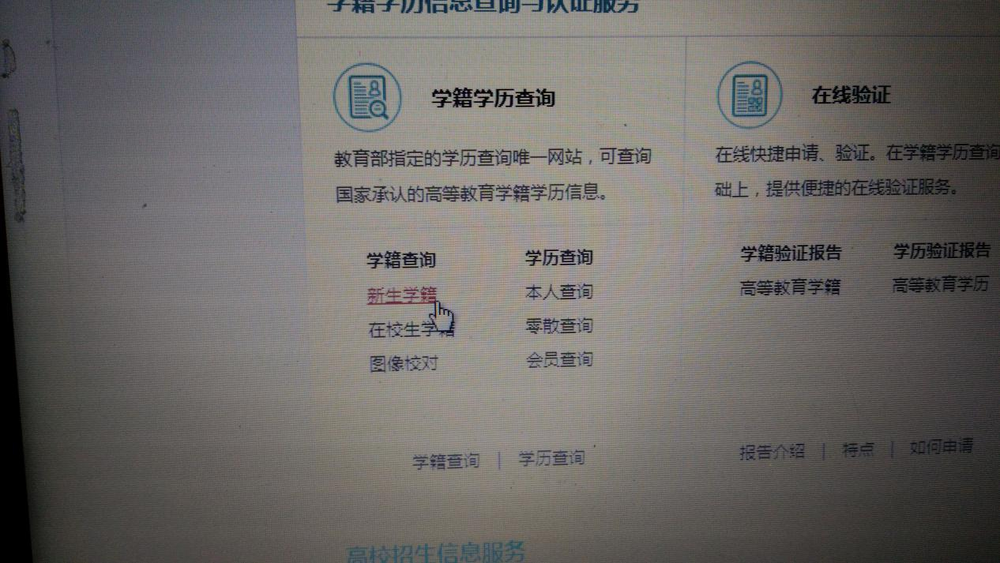 学籍学历信息查询与认证服务
学籍学历查询
教育部指定的学历查询唯一网站，可查询
国家承认的高等教育学籍学历信息。
学籍查询 学历查询
新生学籍 本人查询
在校生学籍 零散查询
图像校对 会员查询
学籍查询 | 学历查询
在线验证
在线快捷申请、验证。在学籍学历查询
础上，提供便捷的在线验证服务。
学籍验证报告 学历验证报告
高等教育学籍 高等教育学历
报告介绍 | 特点 | 如何申请
高校招生信息服务